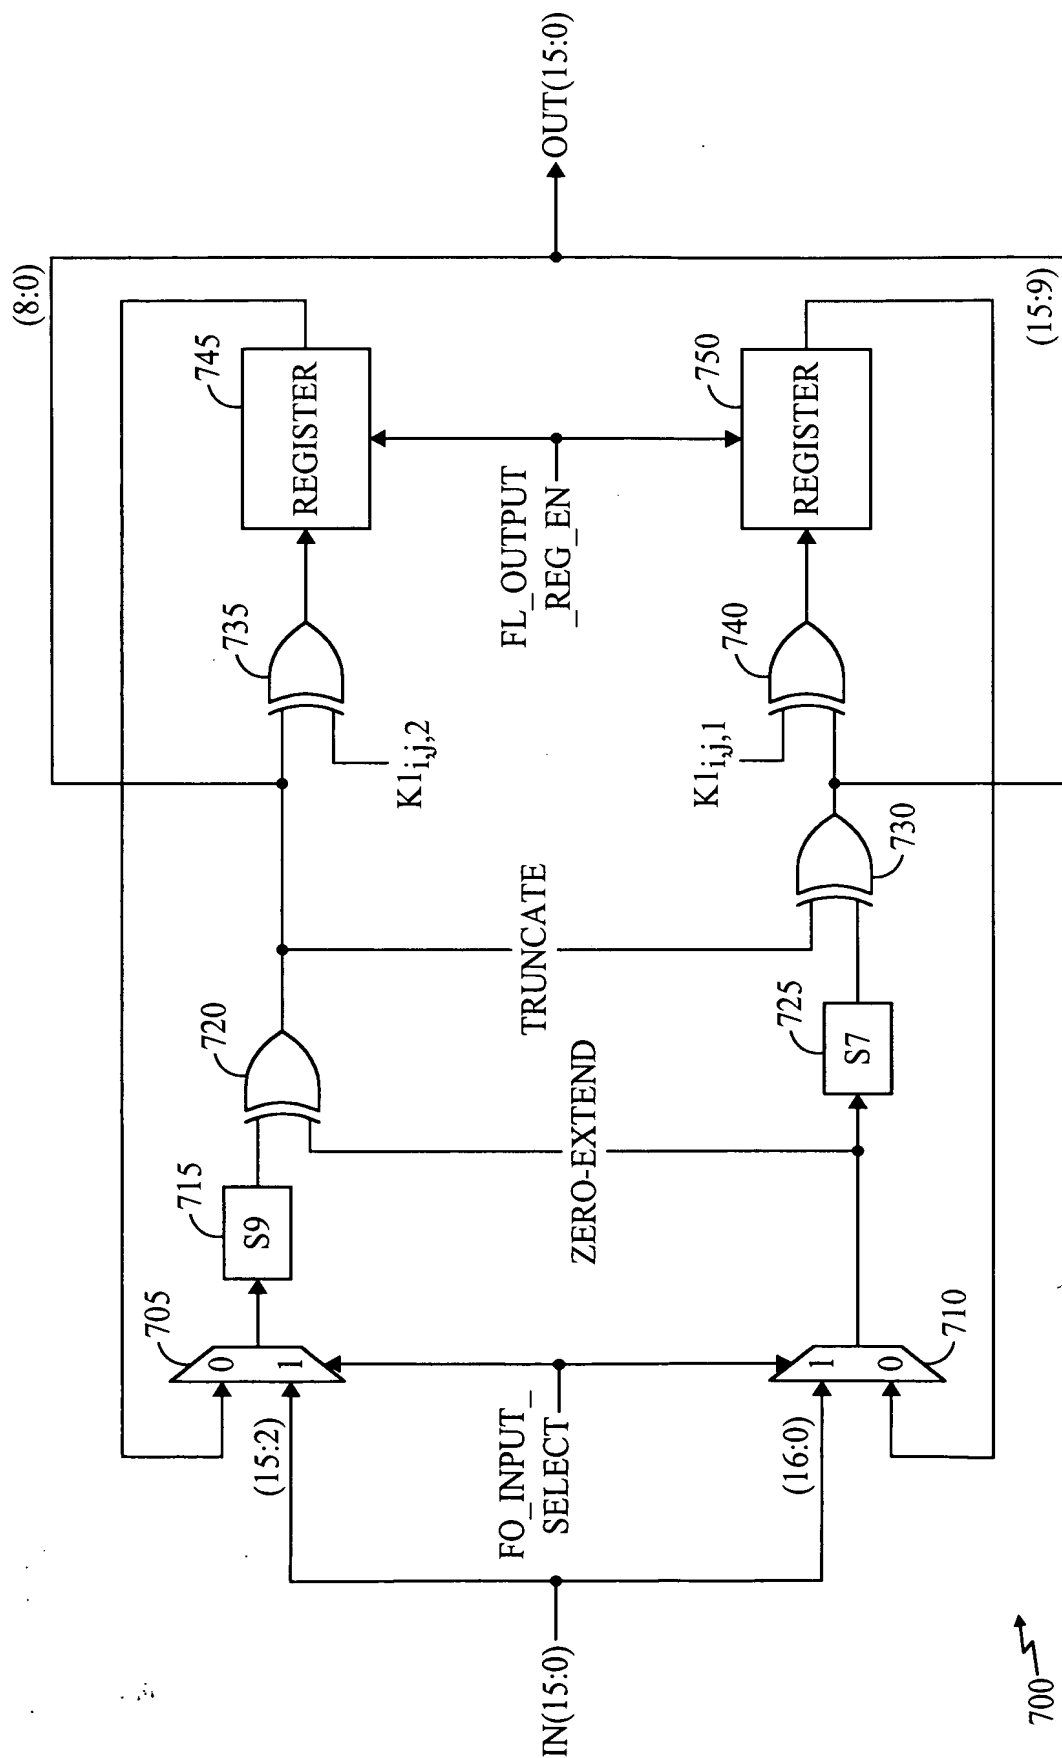 (8:0)
OUT(15:0)
(15:9)
745
REGISTER
750
REGISTER
FL_OUTPUT
_REG_EN
735
K1i,j,2
740
K1i,j,1
730
TRUNCATE
720
725
S7
ZERO-EXTEND
715
S9
705
0
1
710
1
0
(15:2)
FO_INPUT_
SELECT
(16:0)
IN(15:0)
700